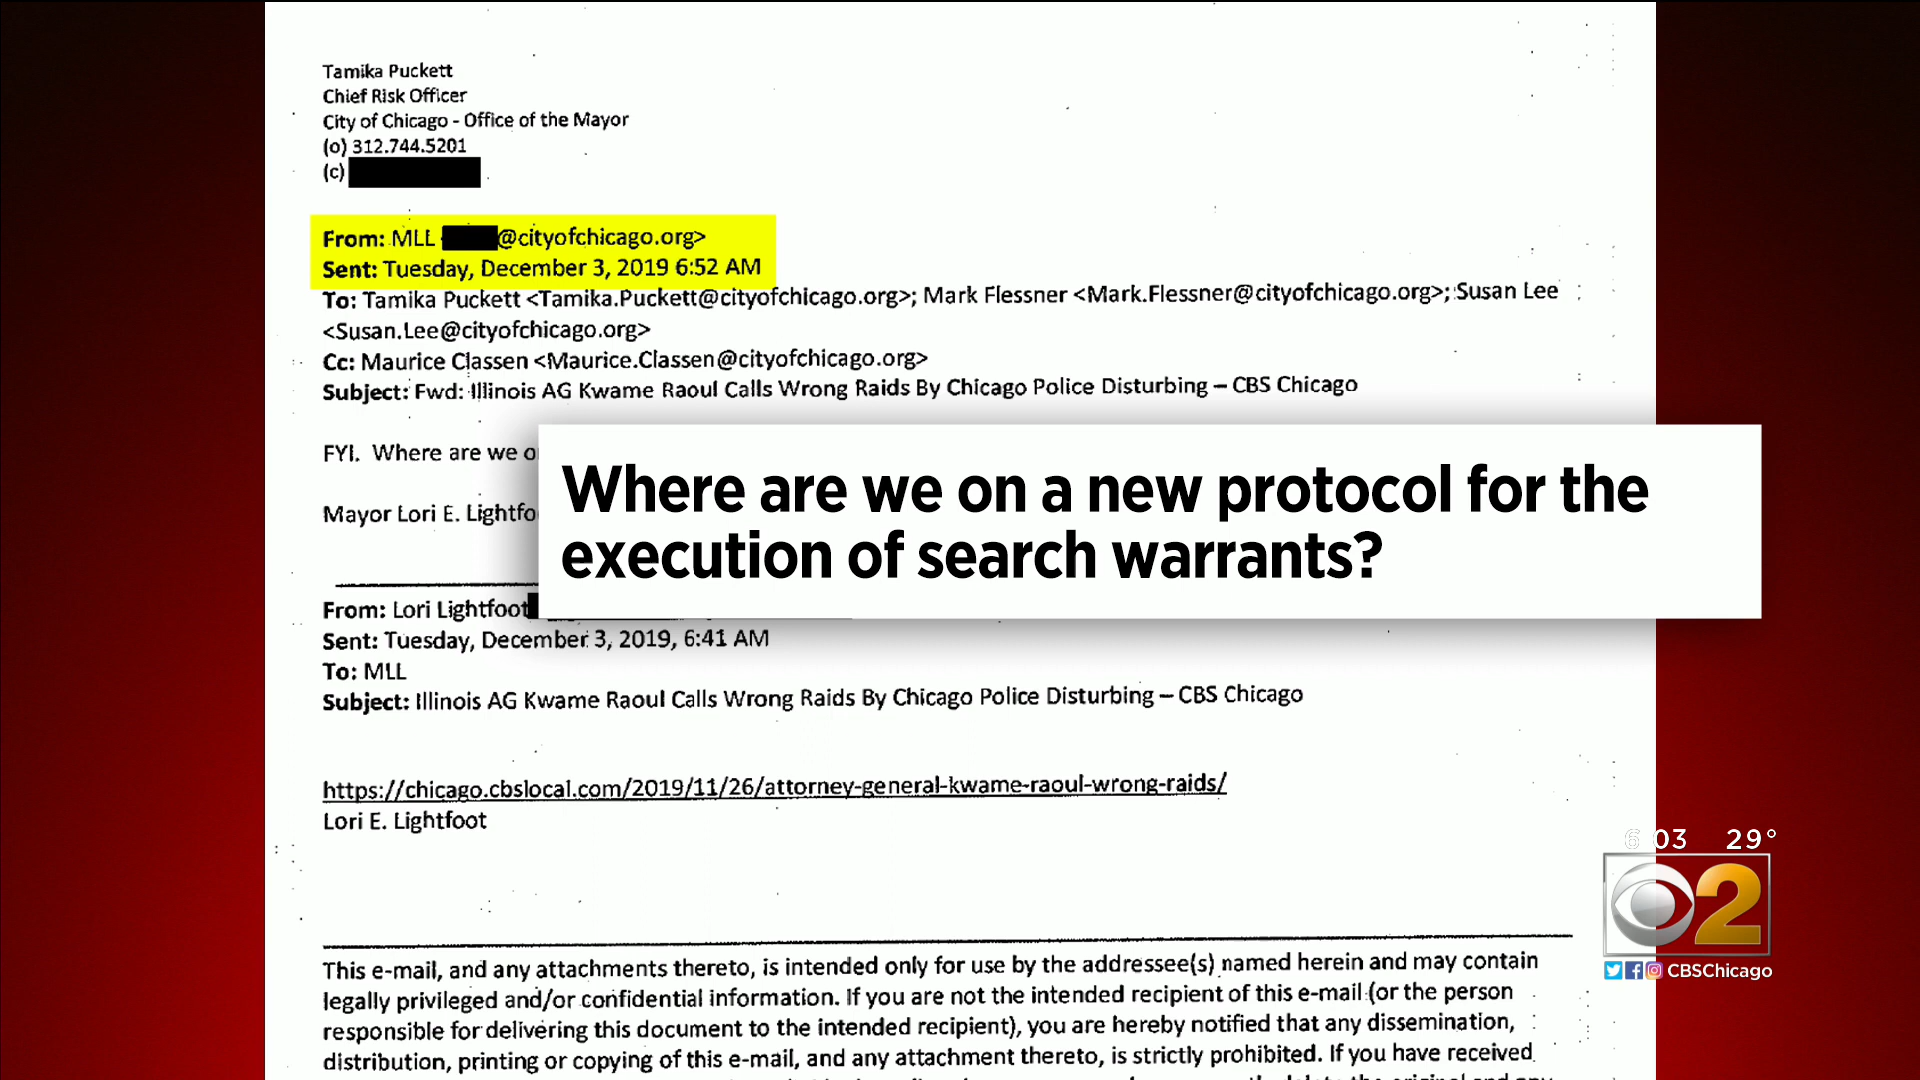 Tamika Puckett
Chief Risk Officer
City of Chicago - Office of the Mayor
(o) 312.744.5201
(c)
From: MLL @cityofchicago.org>
Sent: Tuesday, December 3, 2019 6:52 AM
To: Tamika Puckett <Tamika.Puckett@cityofchicago.org>; Mark Flessner <Mark.Flessner@cityofchicago.org>; Susan Lee
<Susan.Lee@cityofchicago.org>
Cc: Maurice Classen <Maurice.Classen@cityofchicago.org>
Subject: Fwd: Illinois AG Kwame Raoul Calls Wrong Raids By Chicago Police Disturbing – CBS Chicago
FYI. Where are we o
Where are we on a new protocol for the
execution of search warrants?
Mayor Lori E. Lightfo
From: Lori Lightfoot
Sent: Tuesday, December 3, 2019, 6:41 AM
To: MLL
Subject: Illinois AG Kwame Raoul Calls Wrong Raids By Chicago Police Disturbing – CBS Chicago
https://chicago.cbslocal.com/2019/11/26/attorney-general-kwame-raoul-wrong-raids/
Lori E. Lightfoot
6:03 29°
2
CBSChicago
This e-mail, and any attachments thereto, is intended only for use by the addressee(s) named herein and may contain
legally privileged and/or confidential information. If you are not the intended recipient of this e-mail (or the person
responsible for delivering this document to the intended recipient), you are hereby notified that any dissemination,
distribution, printing or copying of this e-mail, and any attachment thereto, is strictly prohibited. If you have received